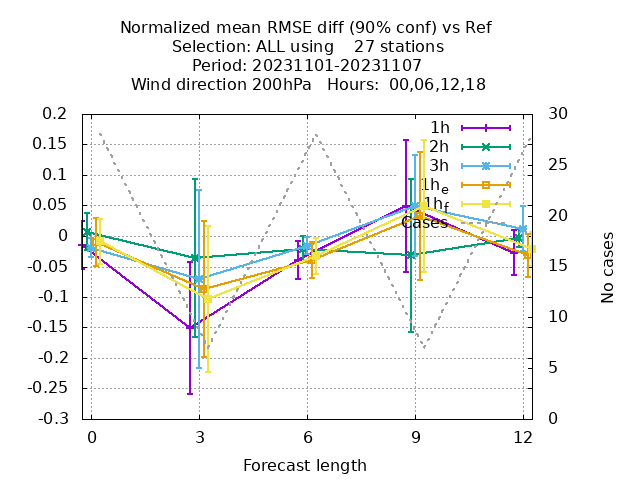 Normalized mean RMSE diff (90% conf) vs Ref
Selection: ALL using    27 stations
Period: 20231101-20231107
Wind direction 200hPa   Hours:  00,06,12,18
0.2
0.15
0.1
0.05
0
-0.05
-0.1
-0.15
-0.2
-0.25
-0.3
30
25
20
15
10
5
0
1h
2h
3h
1he
1hf
Cases
No cases
0 3 6 9 12
Forecast length